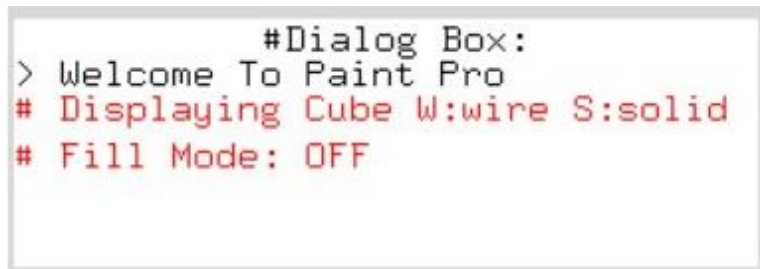 #Dialog Box:
> Welcome To Paint Pro
# Displaying Cube W:wire S:solid
# Fill Mode: OFF